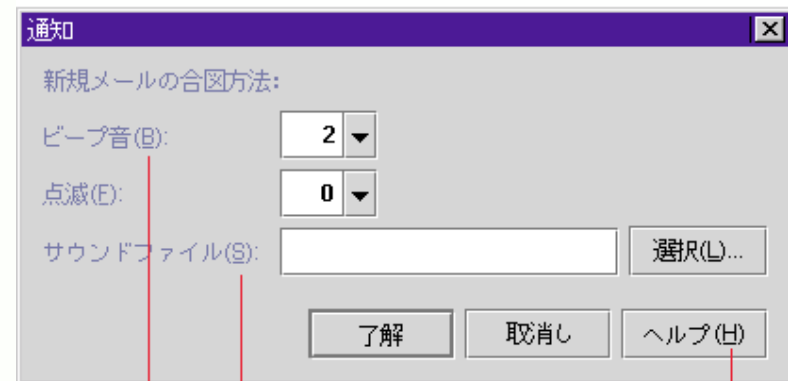 通知
新規メールの合図方法:
ビープ音(B): 2
点滅(F): 0
サウンドファイル(S): 選択(L)...
了解 取消し ヘルプ(H)